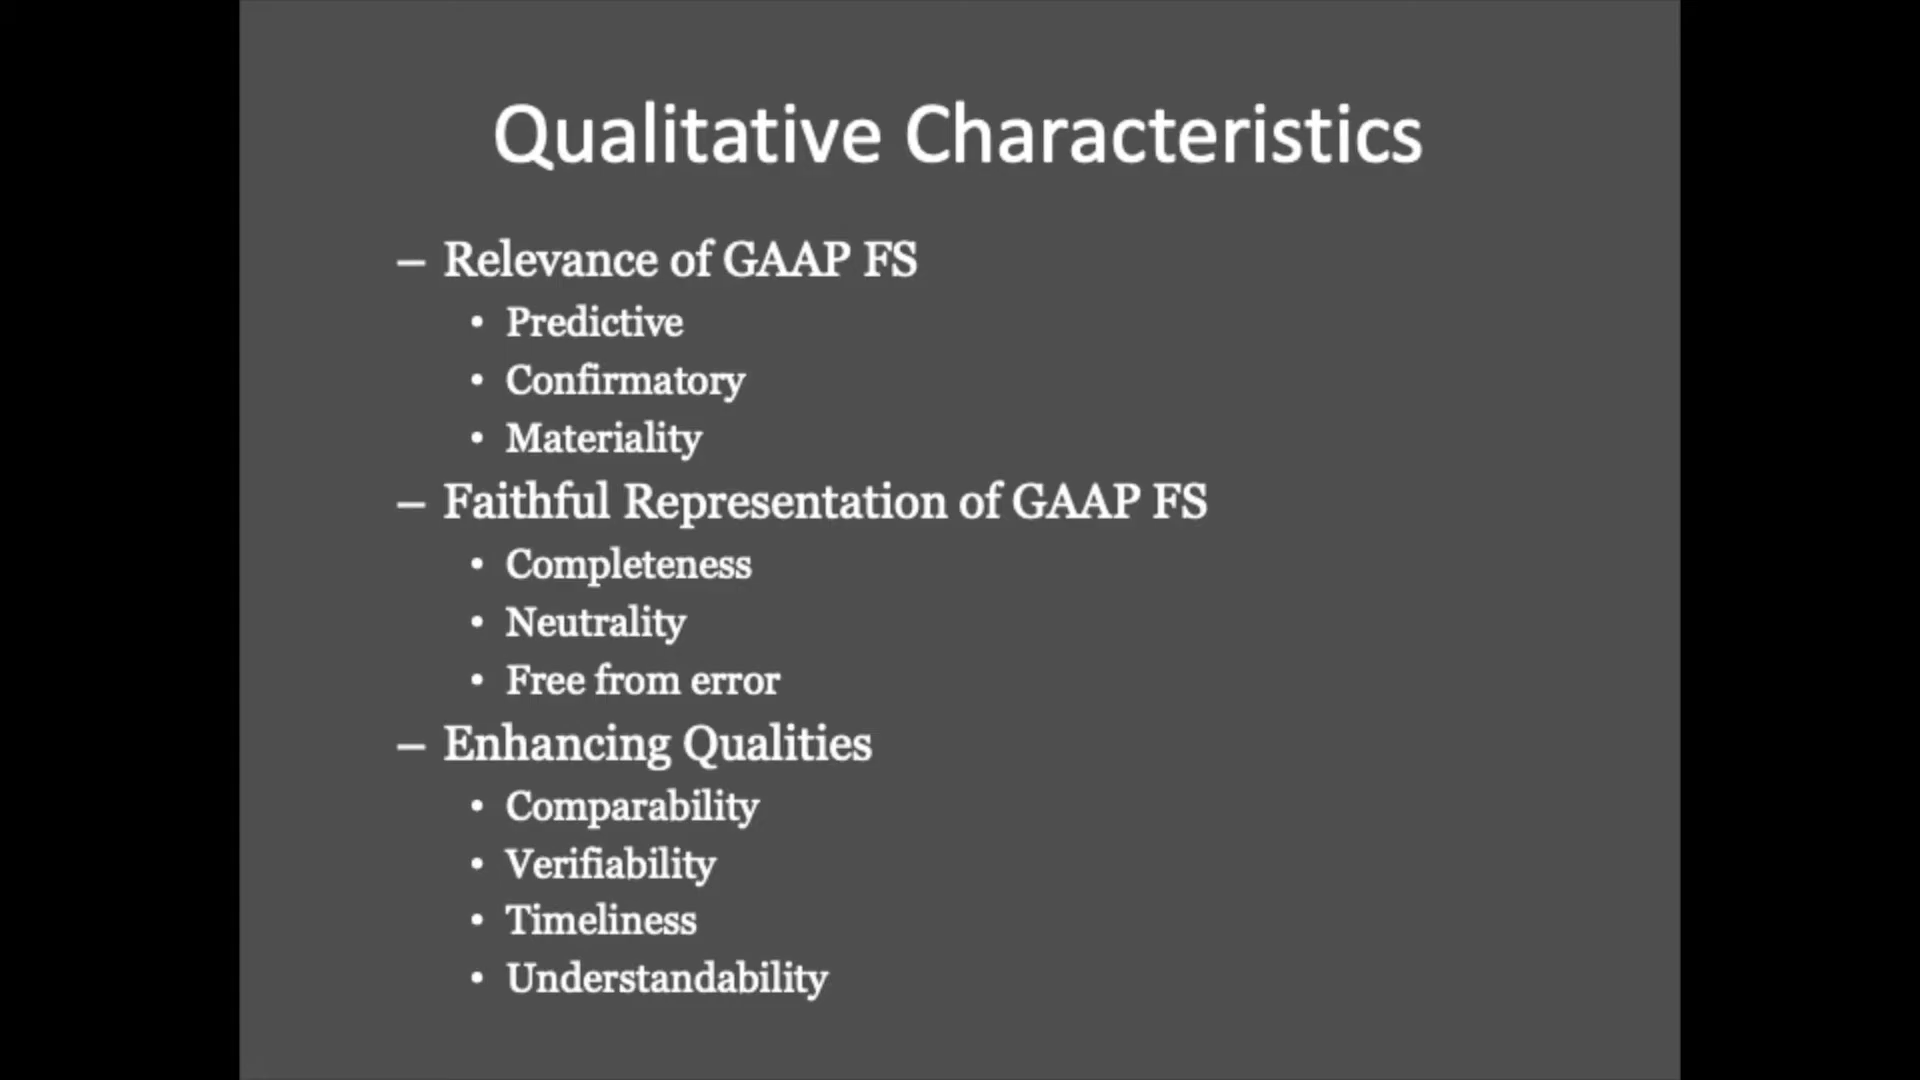 Qualitative Characteristics
– Relevance of GAAP FS
• Predictive
• Confirmatory
• Materiality
– Faithful Representation of GAAP FS
• Completeness
• Neutrality
• Free from error
– Enhancing Qualities
• Comparability
• Verifiability
• Timeliness
• Understandability